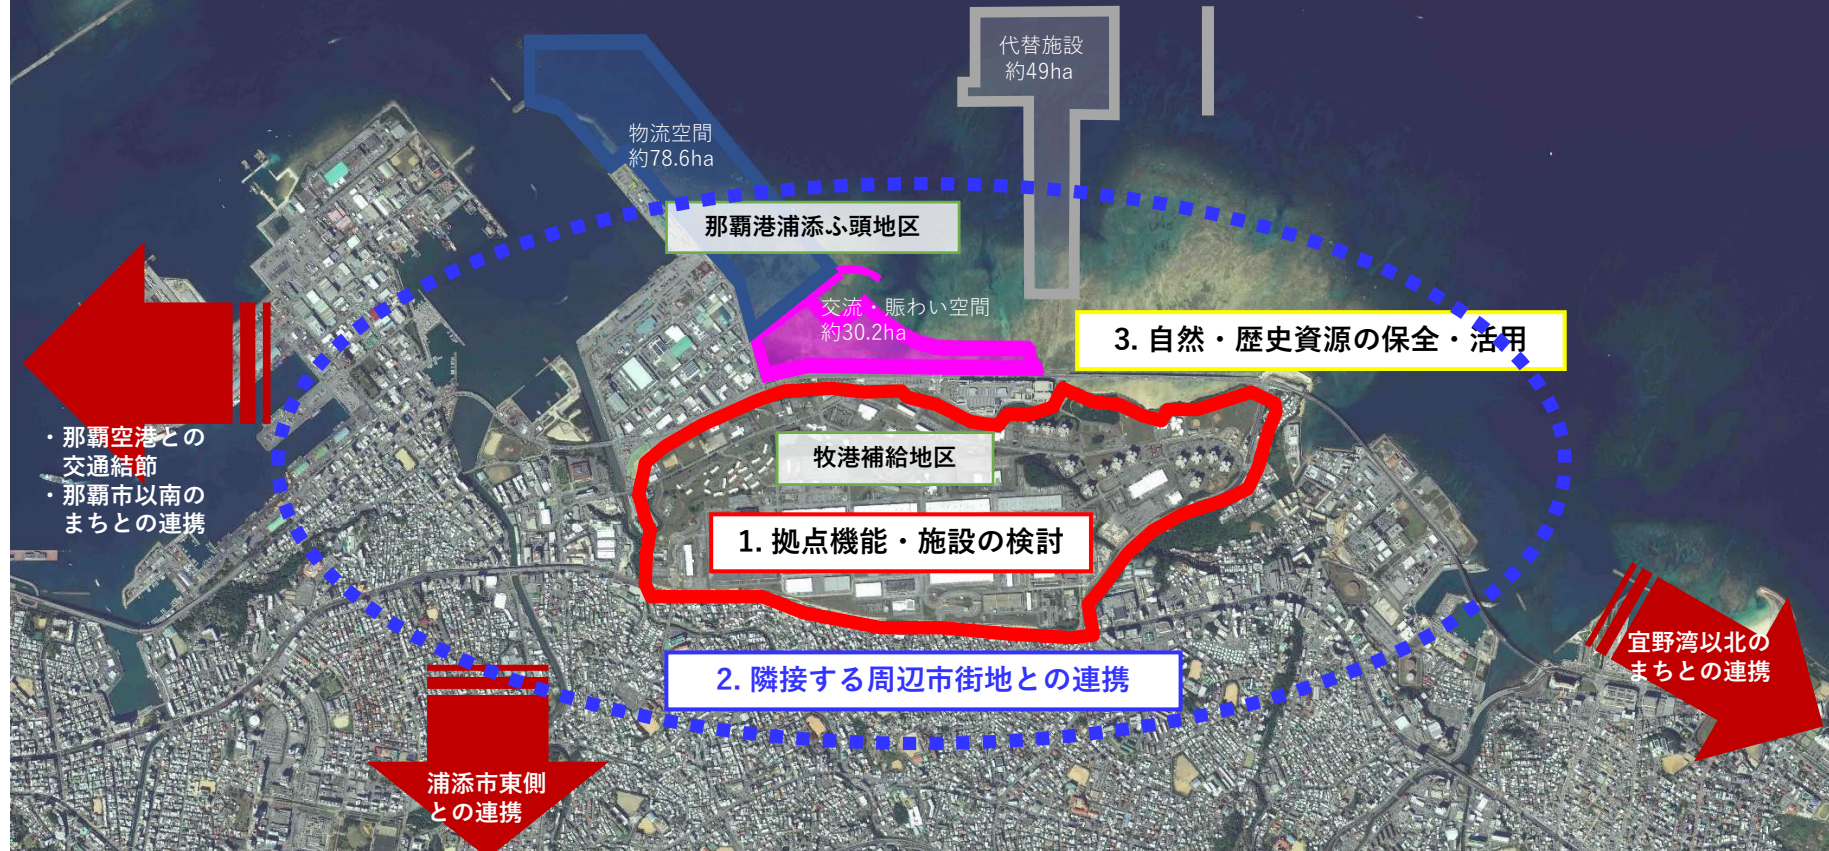 代替施設
約49ha
物流空間
約78.6ha
那覇港浦添ふ頭地区
交流・賑わい空間
約30.2ha
3. 自然・歴史資源の保全・活用
・那覇空港との
交通結節
・那覇市以南の
まちとの連携
牧港補給地区
1. 拠点機能・施設の検討
2. 隣接する周辺市街地との連携
宜野湾以北の
まちとの連携
浦添市東側
との連携